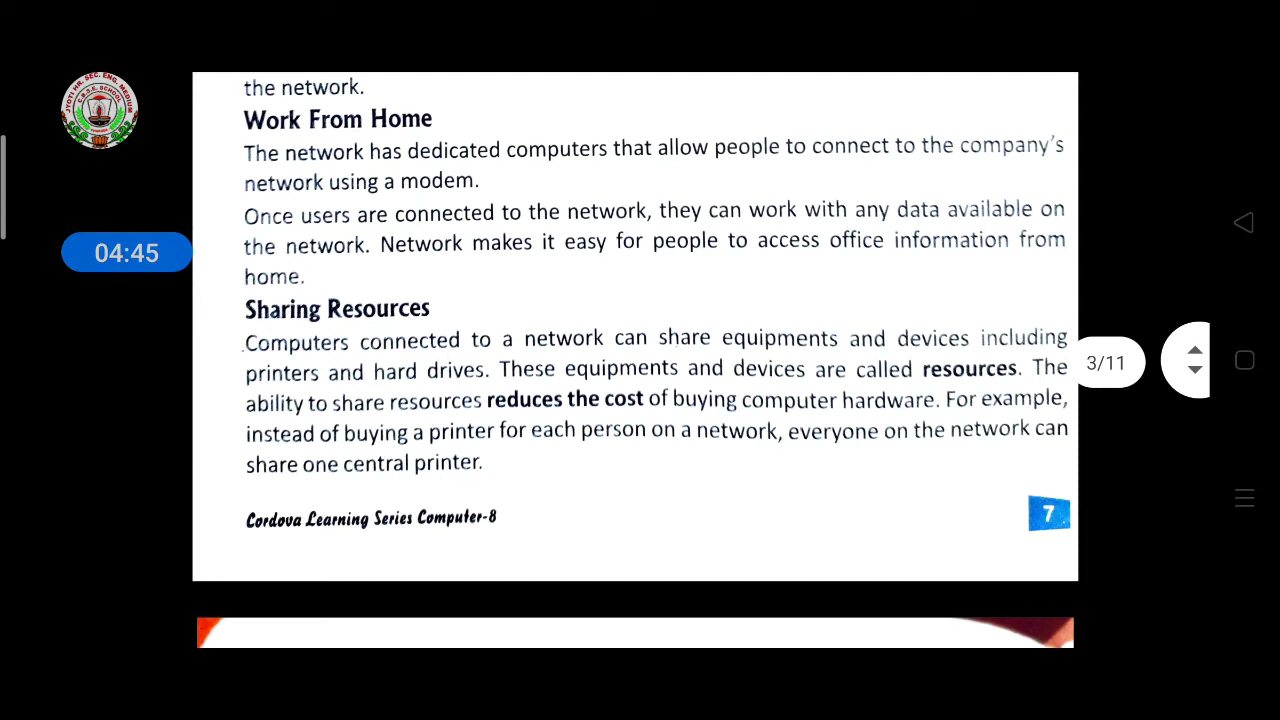 JYOTI HR. SEC. ENG. MEDIUM
C.B.S.E. SCHOOL
the network.
Work From Home
The network has dedicated computers that allow people to connect to the company's
network using a modem.
04:45
Once users are connected to the network, they can work with any data available on
the network. Network makes it easy for people to access office information from
home.
Sharing Resources
Computers connected to a network can share equipments and devices including
3/11
printers and hard drives. These equipments and devices are called resources. The
ability to share resources reduces the cost of buying computer hardware. For example,
instead of buying a printer for each person on a network, everyone on the network can
share one central printer.
Cordova Learning Series Computer-8
7